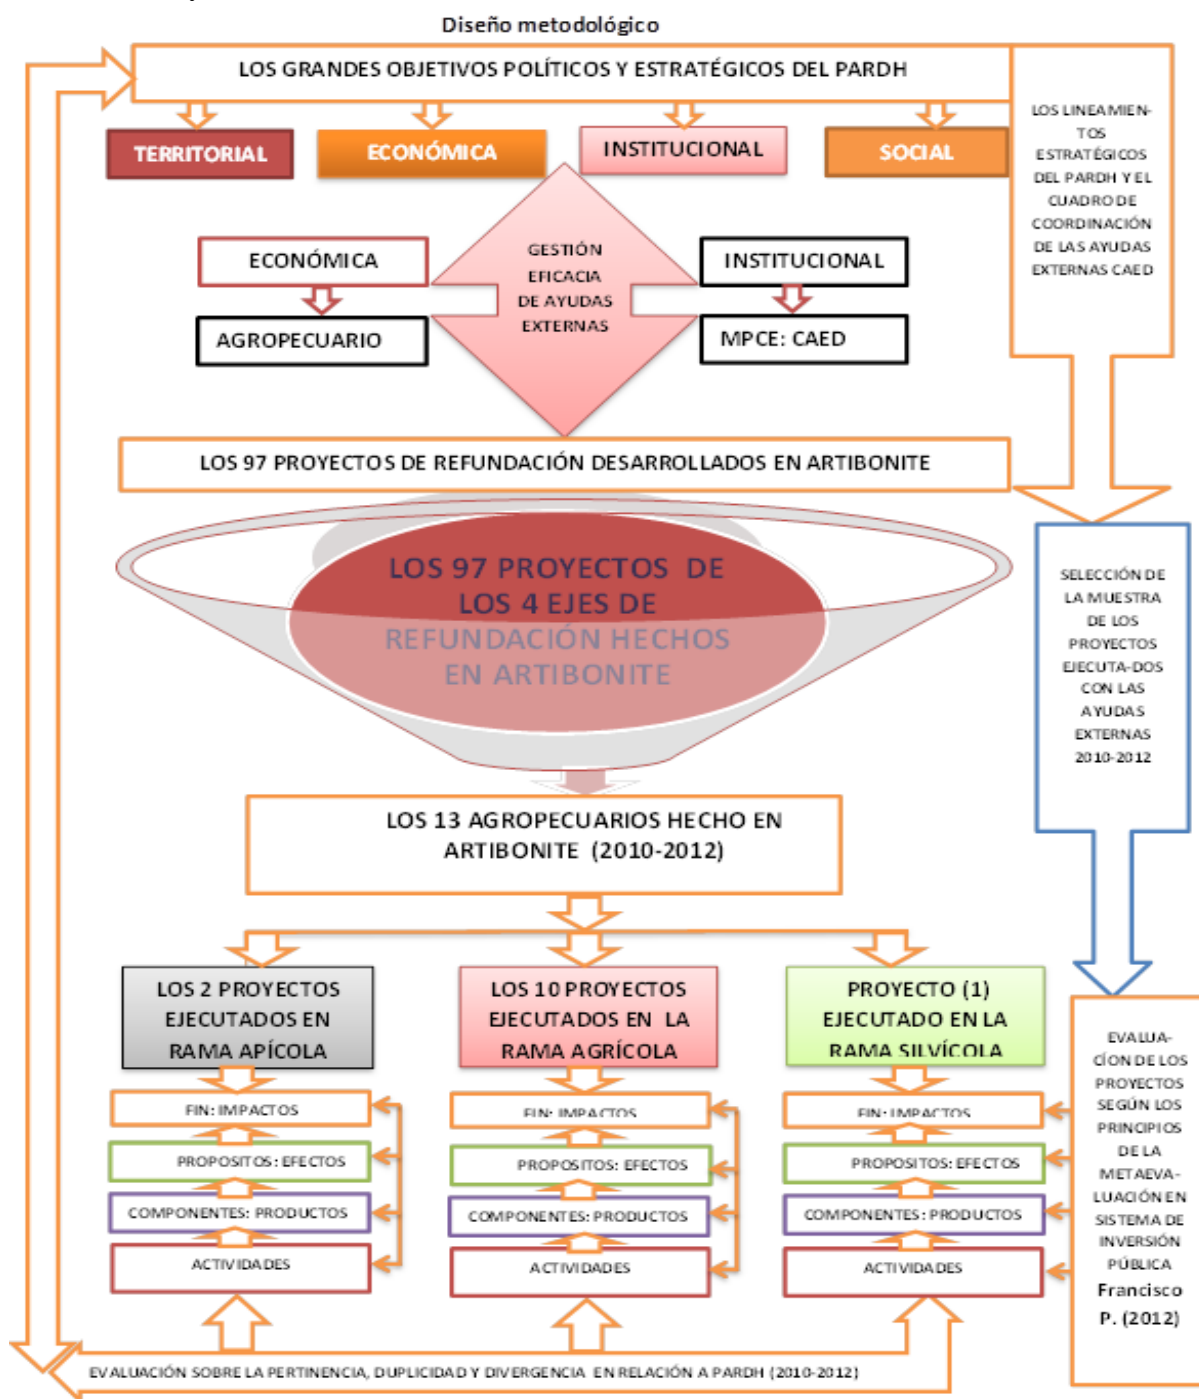 Diseño metodológico
LOS GRANDES OBJETIVOS POLÍTICOS Y ESTRATÉGICOS DEL PARDH
TERRITORIAL
ECONÓMICA
INSTITUCIONAL
SOCIAL
LOS LINEAMIEN-
TOS
ESTRATÉGICOS
DEL PARDH Y EL
CUADRO DE
COORDINACIÓN
DE LAS AYUDAS
EXTERNAS CAED
GESTIÓN
EFICACIA
DE AYUDAS
EXTERNAS
ECONÓMICA
INSTITUCIONAL
AGROPECUARIO
MPCE: CAED
LOS 97 PROYECTOS DE REFUNDACIÓN DESARROLLADOS EN ARTIBONITE
LOS 97 PROYECTOS DE
LOS 4 EJES DE
REFUNDACIÓN HECHOS
EN ARTIBONITE
SELECCIÓN DE
LA MUESTRA
DE LOS
PROYECTOS
EJECUTA-DOS
CON LAS
AYUDAS
EXTERNAS
2010-2012
LOS 13 AGROPECUARIOS HECHO EN
ARTIBONITE (2010-2012)
LOS 2 PROYECTOS
EJECUTADOS EN
RAMA APÍCOLA
LOS 10 PROYECTOS
EJECUTADOS EN LA
RAMA AGRÍCOLA
PROYECTO (1)
EJECUTADO EN LA
RAMA SILVÍCOLA
FIN: IMPACTOS
PROPOSITOS: EFECTOS
COMPONENTES: PRODUCTOS
ACTIVIDADES
FIN: IMPACTOS
PROPOSITOS: EFECTOS
COMPONENTES: PRODUCTOS
ACTIVIDADES
FIN: IMPACTOS
PROPOSITOS: EFECTOS
COMPONENTES: PRODUCTOS
ACTIVIDADES
EVALUA-
CÍON DE LOS
PROYECTOS
SEGÚN LOS
PRINCIPIOS
DE LA
METAEVA-
LUACIÓN EN
SISTEMA DE
INVERSIÓN
PÚBLICA
Francisco
P. (2012)
EVALUACIÓN SOBRE LA PERTINENCIA, DUPLICIDAD Y DIVERGENCIA EN RELACIÓN A PARDH (2010-2012)